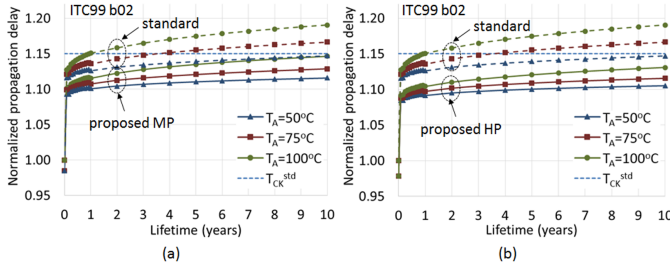 ITC99 b02
standard
proposed MP
T_A=50°C
T_A=75°C
T_A=100°C
T_CK^std
Normalized propagation delay
1.20
1.15
1.10
1.05
1.00
0.95
0 1 2 3 4 5 6 7 8 9 10
Lifetime (years)
(a)
ITC99 b02
standard
proposed HP
T_A=50°C
T_A=75°C
T_A=100°C
T_CK^std
Normalized propagation delay
1.20
1.15
1.10
1.05
1.00
0.95
0 1 2 3 4 5 6 7 8 9 10
Lifetime (years)
(b)